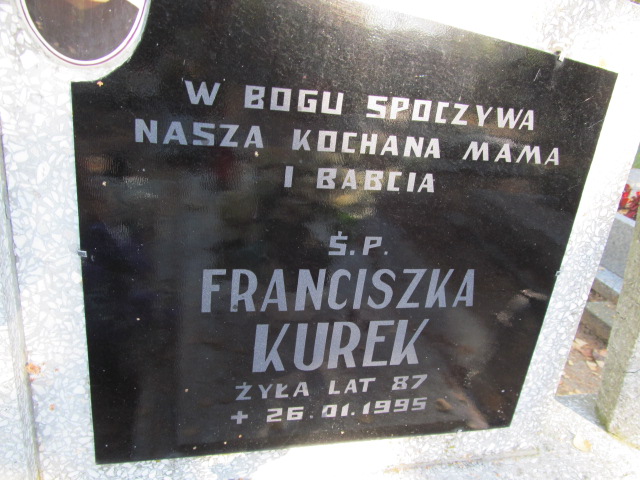 W BOGU SPOCZYWA
NASZA KOCHANA MAMA
I BABCIA
Ś.P.
FRANCISZKA
KUREK
ŻYŁA LAT 87
+ 26.01.1995